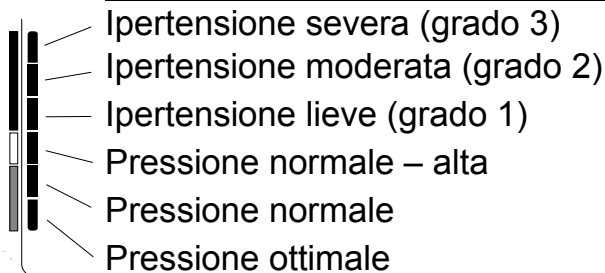 Ipertensione severa (grado 3)
Ipertensione moderata (grado 2)
Ipertensione lieve (grado 1)
Pressione normale – alta
Pressione normale
Pressione ottimale